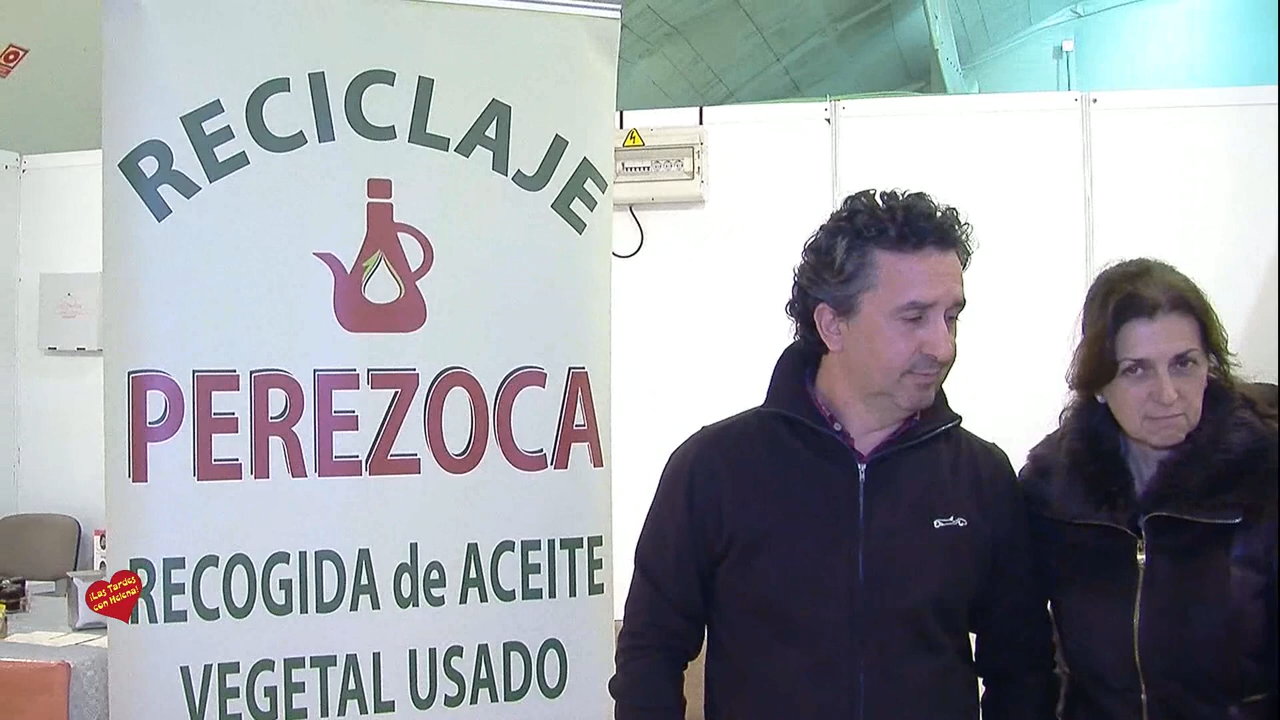 RECICLAJE
PEREZOCA
RECOGIDA de ACEITE
VEGETAL USADO
¡Las Tardes
con Helena!